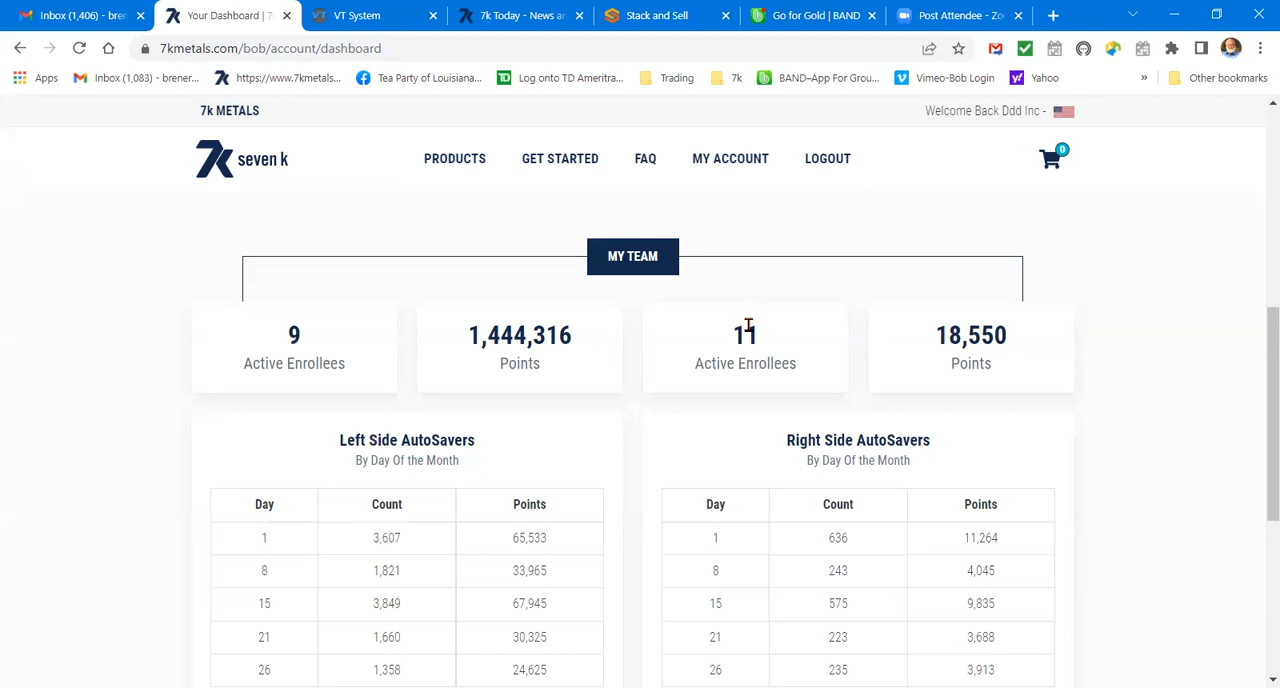 Inbox (1,406) - bren
Your Dashboard | 7
VT System
7k Today - News an
Stack and Sell
Go for Gold | BAND
Post Attendee - Zo
7kmetals.com/bob/account/dashboard
Apps
Inbox (1,083) - brener...
https://www.7kmetals...
Tea Party of Louisiana...
Log onto TD Ameritra...
Trading
7k
BAND–App For Grou...
Vimeo-Bob Login
Yahoo
»
Other bookmarks
7k METALS
Welcome Back Ddd Inc -
7k seven k
PRODUCTS
GET STARTED
FAQ
MY ACCOUNT
LOGOUT
0
MY TEAM
9
Active Enrollees
1,444,316
Points
11
Active Enrollees
18,550
Points
Left Side AutoSavers
By Day Of the Month
Day Count Points
1 3,607 65,533
8 1,821 33,965
15 3,849 67,945
21 1,660 30,325
26 1,358 24,625
Right Side AutoSavers
By Day Of the Month
Day Count Points
1 636 11,264
8 243 4,045
15 575 9,835
21 223 3,688
26 235 3,913